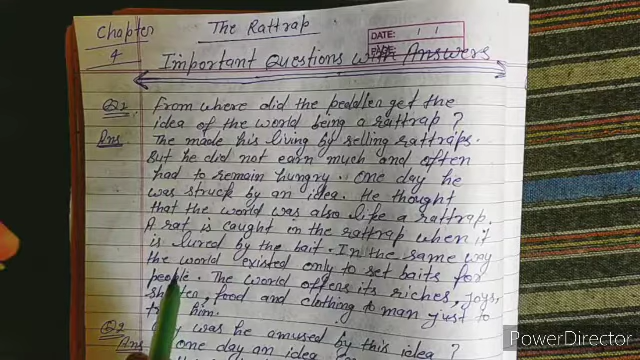 Chapter 4
The Rattrap
DATE:
PAGE:
Important Questions with Answers
Q1. From where did the peddler get the
idea of the world being a rattrap ?
Ans The made his living by selling rattraps.
But he did not earn much and often
had to remain hungry. One day he
was struck by an idea. He thought
that the world was also like a rattrap.
A rat is caught in the rattrap when it
is lured by the bait. In the same way
the world existed only to set baits for
people. The world offers its riches, joys,
shelter, food and clothing to man just to
him.
Q2 was he amused by this idea ?
Ans one day an idea
PowerDirector